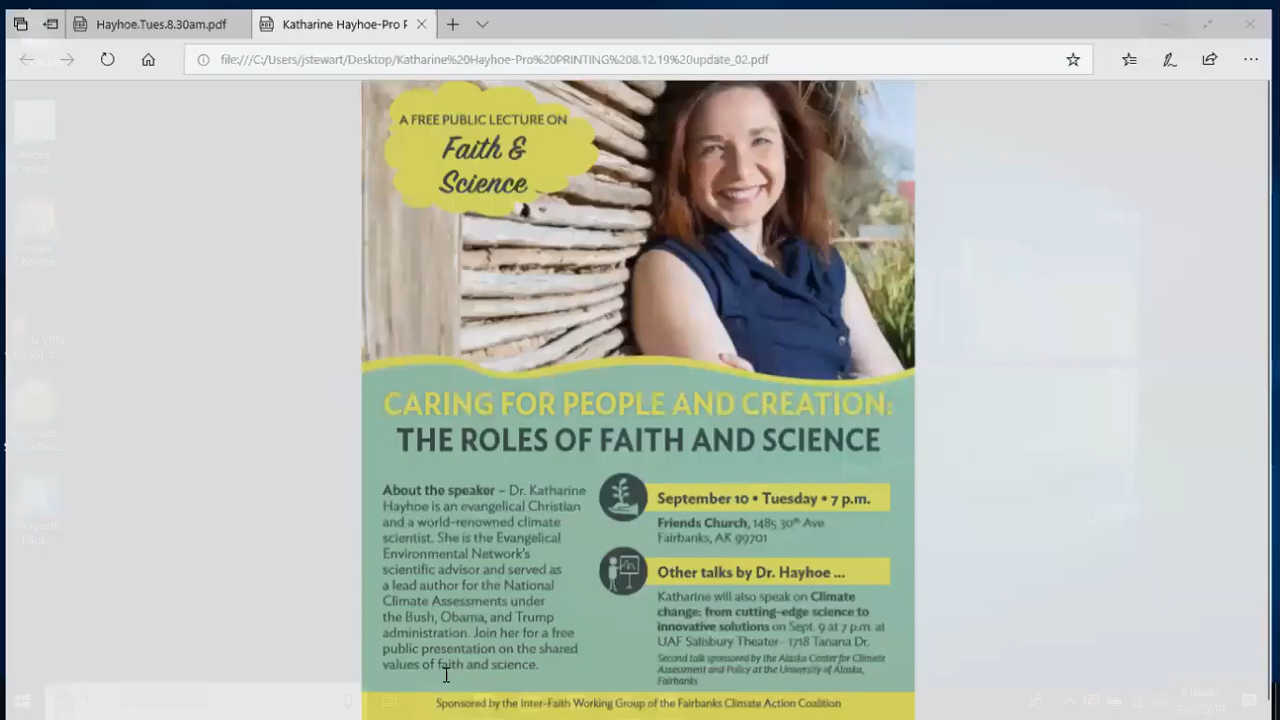 Hayhoe.Tues.8.30am.pdf
Katharine Hayhoe-Pro F
file:///C:/Users/jstewart/Desktop/Katharine%20Hayhoe-Pro%20PRINTING%208.12.19%20update_02.pdf
A FREE PUBLIC LECTURE ON
Faith &
Science
CARING FOR PEOPLE AND CREATION:
THE ROLES OF FAITH AND SCIENCE
About the speaker – Dr. Katharine
Hayhoe is an evangelical Christian
and a world-renowned climate
scientist. She is the Evangelical
Environmental Network's
scientific advisor and served as
a lead author for the National
Climate Assessments under
the Bush, Obama, and Trump
administration. Join her for a free
public presentation on the shared
values of faith and science.
September 10 • Tuesday • 7 p.m.
Friends Church, 1485 30th Ave
Fairbanks, AK 99701
Other talks by Dr. Hayhoe ...
Katharine will also speak on Climate
change: from cutting-edge science to
innovative solutions on Sept. 9 at 7 p.m. at
UAF Salisbury Theater– 1718 Tanana Dr.
Second talk sponsored by the Alaska Center for Climate
Assessment and Policy at the University of Alaska,
Fairbanks
Sponsored by the Inter-Faith Working Group of the Fairbanks Climate Action Coalition
Google
Chrome
Microsoft
Edge